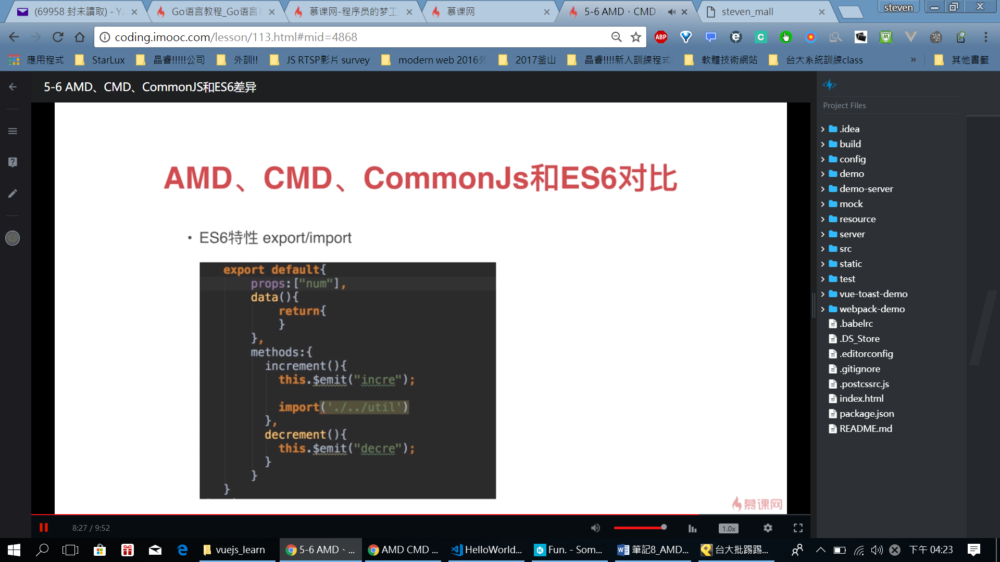 (69958 封未讀取) - Ya
Go语言教程_Go语言
慕课网-程序员的梦工
慕课网
5-6 AMD、CMD
steven_mall
steven
coding.imooc.com/lesson/113.html#mid=4868
ABP
應用程式
StarLux
晶睿!!!!!公司
外訓!!
JS RTSP影片 survey
modern web 2016外
2017釜山
晶睿!!!!新人訓練程式
軟體技術網站
台大系統訓練class
»
其他書籤
5-6 AMD、CMD、CommonJS和ES6差异
AMD、CMD、CommonJs和ES6对比
• ES6特性 export/import
export default{
props:["num"],
data(){
return{
}
},
methods:{
increment(){
this.$emit("incre");
import('./../util')
},
decrement(){
this.$emit("decre");
}
}
}
慕课网
8:27 / 9:52
1.0x
Project Files
.idea
build
config
demo
demo-server
mock
resource
server
src
static
test
vue-toast-demo
webpack-demo
.babelrc
.DS_Store
.editorconfig
.gitignore
.postcssrc.js
index.html
package.json
README.md
vuejs_learn
5-6 AMD、...
AMD CMD ...
HelloWorld...
Fun. - Som...
筆記8_AMD...
台大批踢踢...
下午 04:23